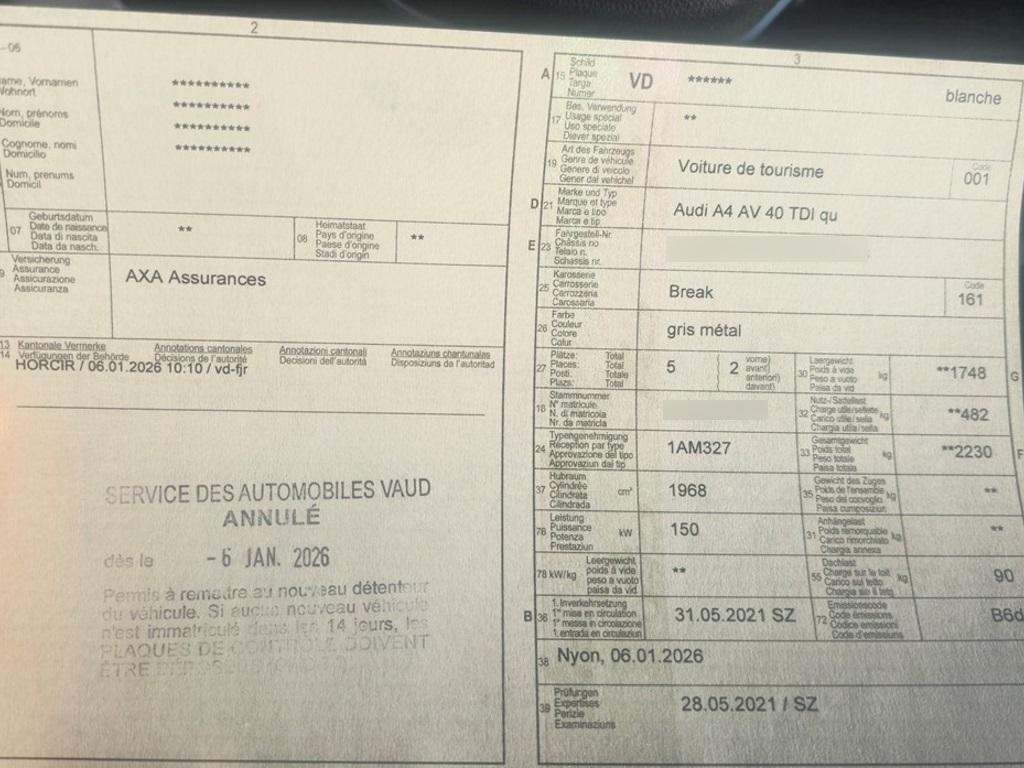 2
-06
ame, Vornamen
Wohnort
Nom, prénoms
Domicile
Cognome, nomi
Domicilio
Num, prenums
Domicil
**********
**********
**********
**********
07
Geburtsdatum
Date de naissance
Data di nascita
Data da nasch.
**
08
Heimatstaat
Pays d'origine
Paese d'origine
Stadi d'origin
**
9
Versicherung
Assurance
Assicurazione
Assicuranza
AXA Assurances
13 Kantonale Vermerke
14 Verfügungen der Behörde
Annotations cantonales
Décisions de l'autorité
Annotazioni cantonali
Decisioni dell'autorità
Annotaziuns chantunalas
Disposiziuns da l'autoritad
HORCIR / 06.01.2026 10:10 / vd-fjr
SERVICE DES AUTOMOBILES VAUD
ANNULÉ
dès le - 6 JAN. 2026
Permis à remettre au nouveau détenteur
du véhicule. Si aucun nouveau véhicule
n'est immatriculé dans les 14 jours, les
PLAQUES DE CONTRÔLE DOIVENT
ÊTRE
3
A 15
Schild
Plaque
Targa
Numer
VD ******
blanche
17
Bes. Verwendung
Usage spécial
Uso speciale
Diever spezial
**
19
Art des Fahrzeugs
Genre de véhicule
Genere di veicolo
Gener dal vehichel
Voiture de tourisme
Code
001
D 21
Marke und Typ
Marque et type
Marca e tipo
Marca e tip
Audi A4 AV 40 TDI qu
E 23
Fahrgestell-Nr.
Châssis no
Telaio n.
Schassis nr.
25
Karosserie
Carrosserie
Carrozzeria
Carossaria
Break
Code
161
26
Farbe
Couleur
Colore
Colur
gris métal
27
Plätze: Total
Places: Total
Posti: Totale
Plazs: Total
5
2
vorne)
avant)
anteriori)
davant)
30
Leergewicht
Poids à vide
Peso a vuoto
Paisa da vid
kg
**1748
G
18
Stammnummer
N° matricule
N. di matricola
Nr. da matricla
32
Nutz-/Sattellast
Charge utile/sellette
Carico utile/sella
Chargia utila/sella
kg
**482
24
Typengenehmigung
Réception par type
Approvazione del tipo
Approvaziun dal tip
1AM327
33
Gesamtgewicht
Poids total
Peso totale
Paisa totala
kg
**2230
F
37
Hubraum
Cylindrée
Cilindrata
Cilindrada
cm³
1968
35
Gewicht des Zuges
Poids de l'ensemble
Peso del convoglio
Paisa cumposiziun
kg
**
76
Leistung
Puissance
Potenza
Prestaziun
kW
150
31
Anhängelast
Poids remorquable
Carico rimorchiato
Chargia annexa
kg
**
78 kW/kg
Leergewicht
poids à vide
peso a vuoto
paisa da vid
**
55
Dachlast
Charge sur le toit
Carico sul tetto
Chargia sin il tetg
kg
90
B 36
1. Inverkehrsetzung
1re mise en circulation
1a messa in circolazione
1. entrada en circulaziun
31.05.2021 SZ
72
Emissionscode
Code émissions
Codice emissioni
Code d'emissiuns
B6d
38 Nyon, 06.01.2026
39
Prüfungen
Expertises
Perizie
Examinaziuns
28.05.2021 / SZ